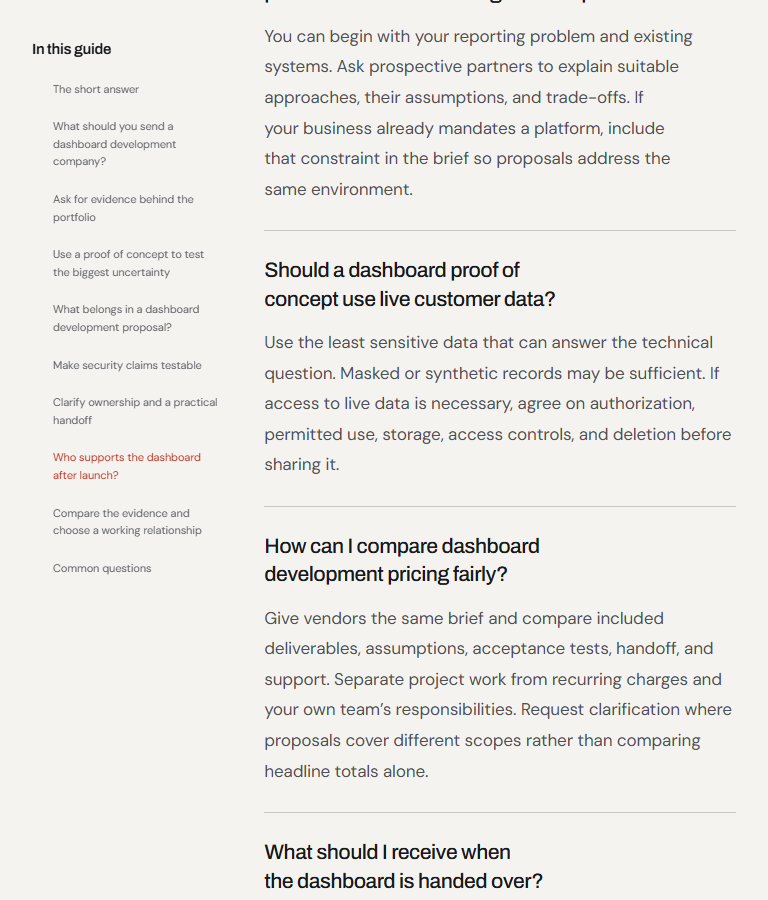 In this guide
The short answer
What should you send a
dashboard development
company?
Ask for evidence behind the
portfolio
Use a proof of concept to test
the biggest uncertainty
What belongs in a dashboard
development proposal?
Make security claims testable
Clarify ownership and a practical
handoff
Who supports the dashboard
after launch?
Compare the evidence and
choose a working relationship
Common questions
You can begin with your reporting problem and existing
systems. Ask prospective partners to explain suitable
approaches, their assumptions, and trade-offs. If
your business already mandates a platform, include
that constraint in the brief so proposals address the
same environment.
Should a dashboard proof of
concept use live customer data?
Use the least sensitive data that can answer the technical
question. Masked or synthetic records may be sufficient. If
access to live data is necessary, agree on authorization,
permitted use, storage, access controls, and deletion before
sharing it.
How can I compare dashboard
development pricing fairly?
Give vendors the same brief and compare included
deliverables, assumptions, acceptance tests, handoff, and
support. Separate project work from recurring charges and
your own team’s responsibilities. Request clarification where
proposals cover different scopes rather than comparing
headline totals alone.
What should I receive when
the dashboard is handed over?